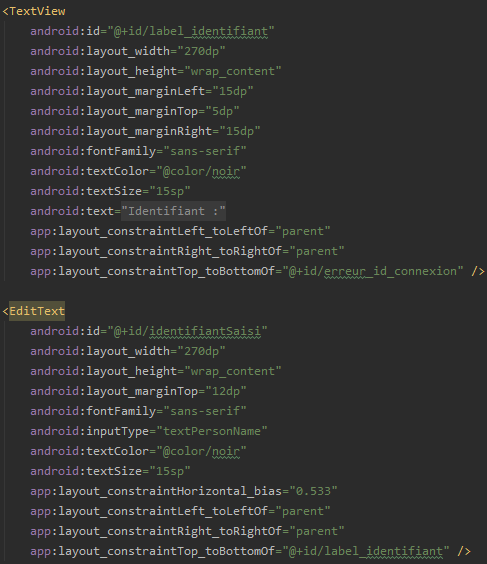 <TextView
android:id="@+id/label_identifiant"
android:layout_width="270dp"
android:layout_height="wrap_content"
android:layout_marginLeft="15dp"
android:layout_marginTop="5dp"
android:layout_marginRight="15dp"
android:fontFamily="sans-serif"
android:textColor="@color/noir"
android:textSize="15sp"
android:text="Identifiant :"
app:layout_constraintLeft_toLeftOf="parent"
app:layout_constraintRight_toRightOf="parent"
app:layout_constraintTop_toBottomOf="@+id/erreur_id_connexion" />
<EditText
android:id="@+id/identifiantSaisi"
android:layout_width="270dp"
android:layout_height="wrap_content"
android:layout_marginTop="12dp"
android:fontFamily="sans-serif"
android:inputType="textPersonName"
android:textColor="@color/noir"
android:textSize="15sp"
app:layout_constraintHorizontal_bias="0.533"
app:layout_constraintLeft_toLeftOf="parent"
app:layout_constraintRight_toRightOf="parent"
app:layout_constraintTop_toBottomOf="@+id/label_identifiant" />